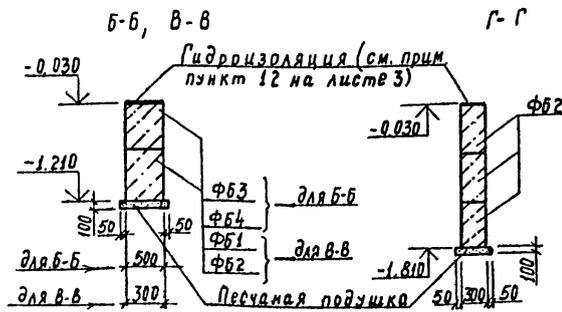 Б-Б, В-В
Г-Г
Гидроизоляция (см. прим.
пункт 12 на листе 3)
-0,030
-0,030
ФБ2
-1.210
ФБ3
ФБ4
для Б-Б
ФБ1
ФБ2
для В-В
100
50
50
для Б-Б
500
для В-В
300
Песчаная подушка
-1.810
50
300
50
100